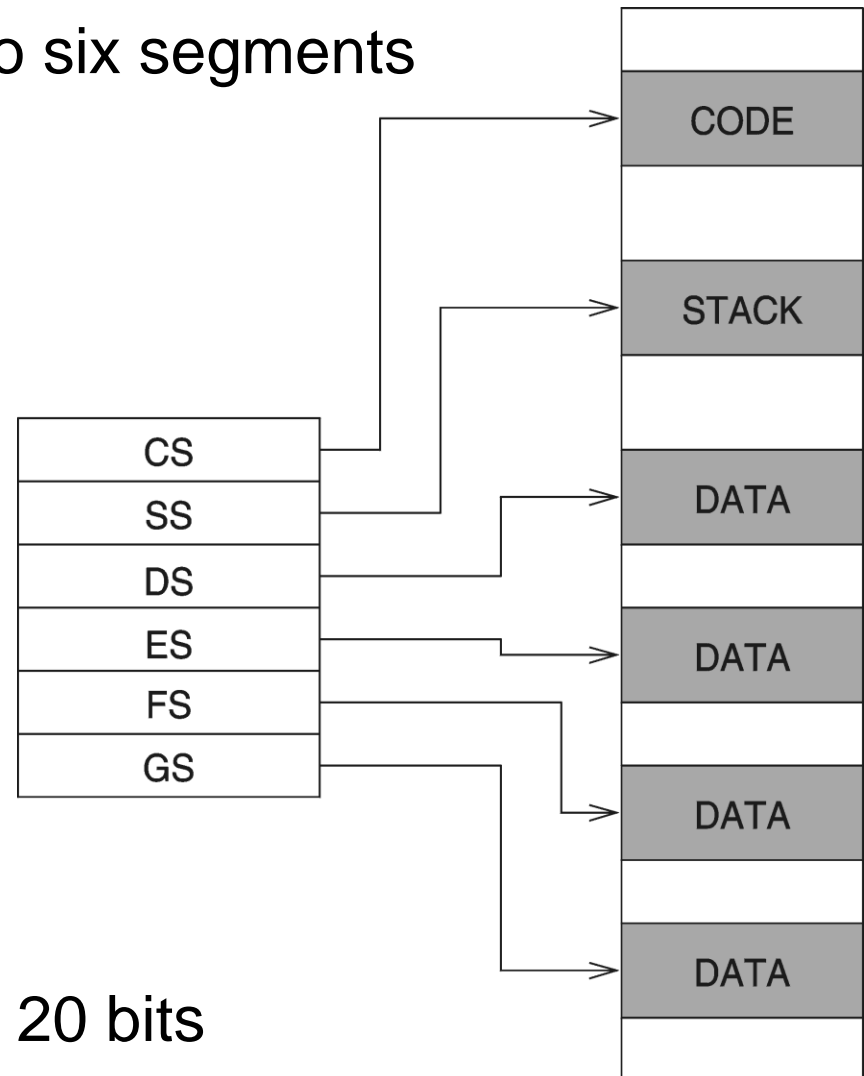 o six segments
CODE
STACK
CS
SS
DS
ES
FS
GS
DATA
DATA
DATA
DATA
20 bits